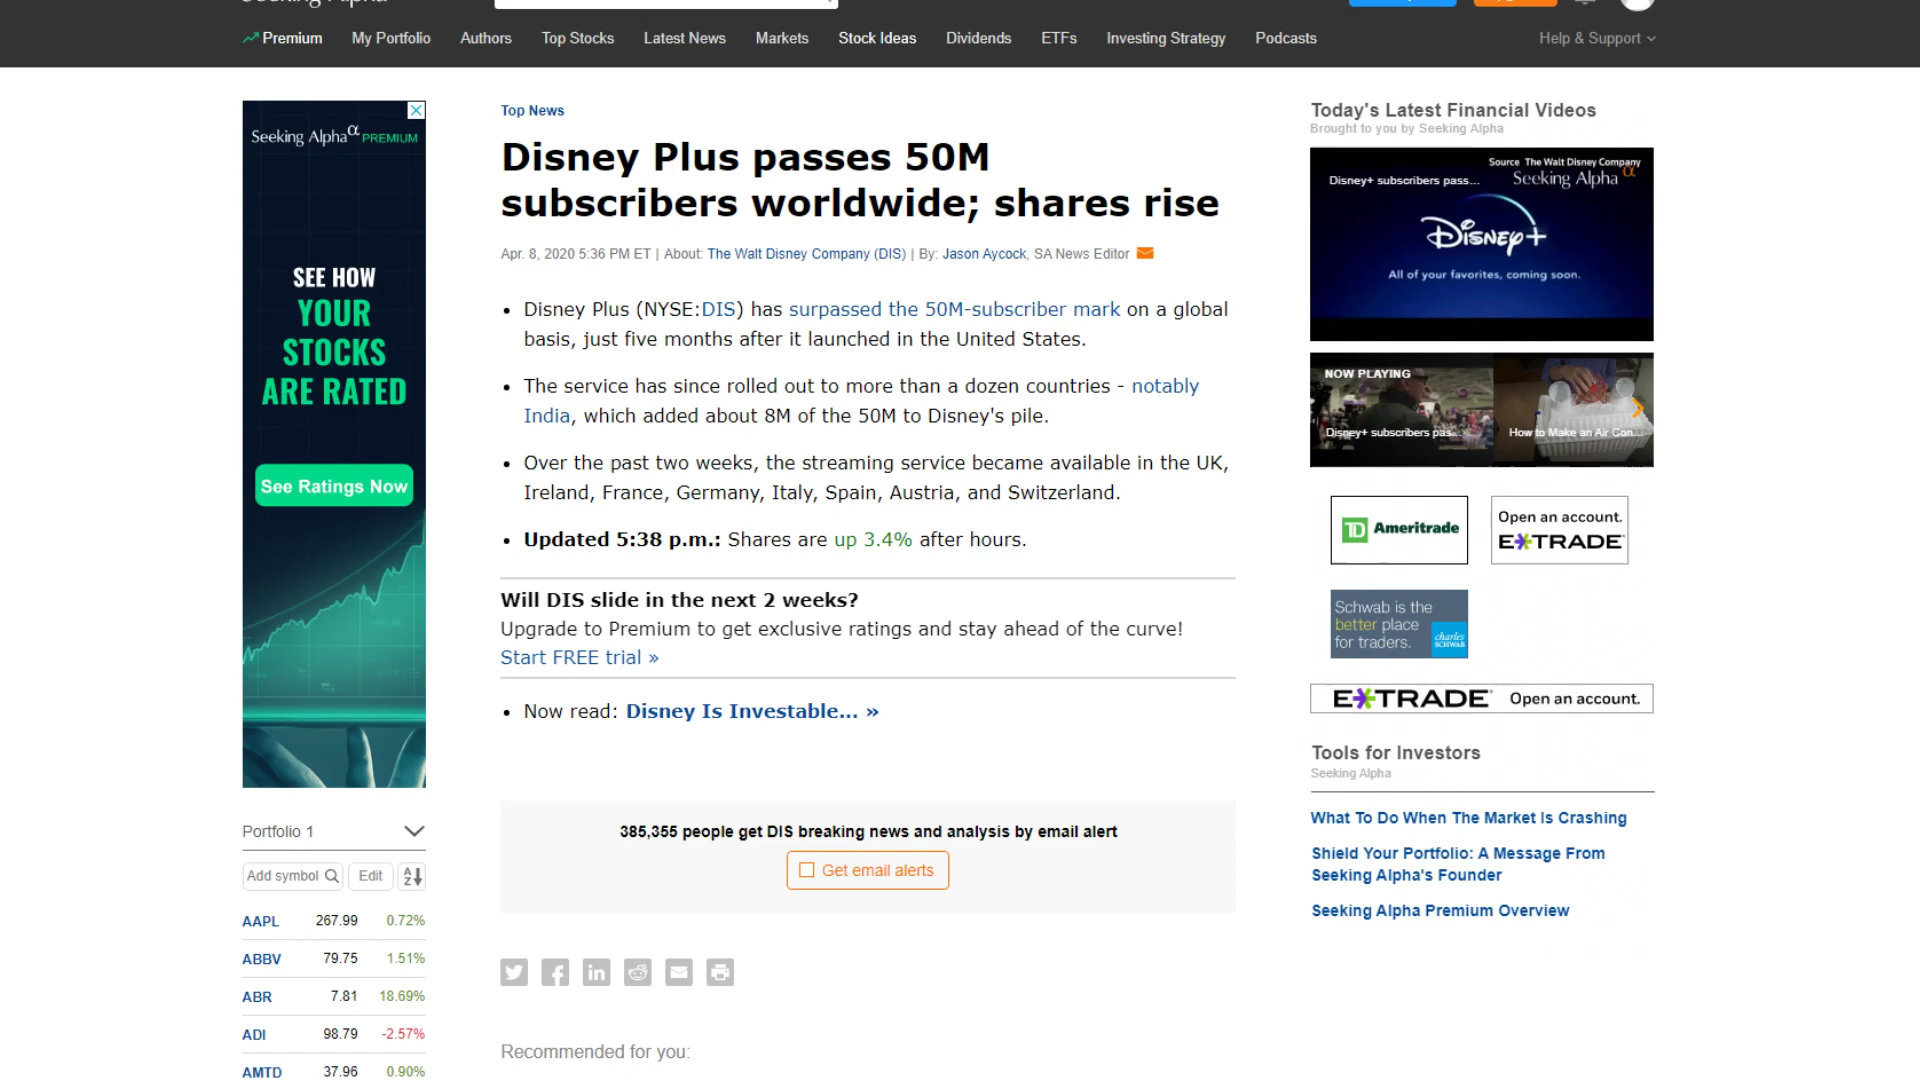 Seeking Alpha
Premium
My Portfolio
Authors
Top Stocks
Latest News
Markets
Stock Ideas
Dividends
ETFs
Investing Strategy
Podcasts
Help & Support
Seeking Alphaα PREMIUM
SEE HOW
YOUR
STOCKS
ARE RATED
See Ratings Now
Portfolio 1
Add symbol
Edit
AZ
AAPL 267.99 0.72%
ABBV 79.75 1.51%
ABR 7.81 18.69%
ADI 98.79 -2.57%
AMTD 37.96 0.90%
Top News
Disney Plus passes 50M
subscribers worldwide; shares rise
Apr. 8, 2020 5:36 PM ET | About: The Walt Disney Company (DIS) | By: Jason Aycock, SA News Editor
• Disney Plus (NYSE:DIS) has surpassed the 50M-subscriber mark on a global
basis, just five months after it launched in the United States.
• The service has since rolled out to more than a dozen countries - notably
India, which added about 8M of the 50M to Disney's pile.
• Over the past two weeks, the streaming service became available in the UK,
Ireland, France, Germany, Italy, Spain, Austria, and Switzerland.
• Updated 5:38 p.m.: Shares are up 3.4% after hours.
Will DIS slide in the next 2 weeks?
Upgrade to Premium to get exclusive ratings and stay ahead of the curve!
Start FREE trial »
• Now read: Disney Is Investable... »
385,355 people get DIS breaking news and analysis by email alert
Get email alerts
Recommended for you:
Today's Latest Financial Videos
Brought to you by Seeking Alpha
Source The Walt Disney Company
Disney+ subscribers pass...
Seeking Alpha α
Disney+
All of your favorites, coming soon.
NOW PLAYING
Disney+ subscribers pas...
How to Make an Air Con...
TD Ameritrade
Open an account.
E*TRADE
Schwab is the
better place
for traders.
charles
SCHWAB
E*TRADE Open an account.
Tools for Investors
Seeking Alpha
What To Do When The Market Is Crashing
Shield Your Portfolio: A Message From
Seeking Alpha's Founder
Seeking Alpha Premium Overview